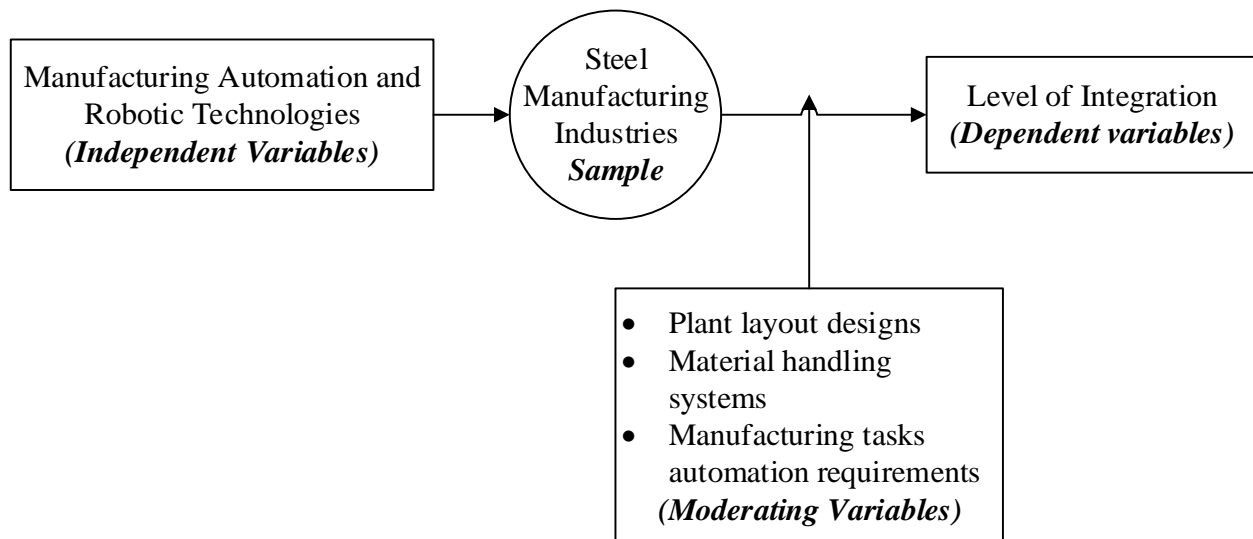 Manufacturing Automation and
Robotic Technologies
(Independent Variables)
Steel
Manufacturing
Industries
Sample
Level of Integration
(Dependent variables)
• Plant layout designs
• Material handling
systems
• Manufacturing tasks
automation requirements
(Moderating Variables)